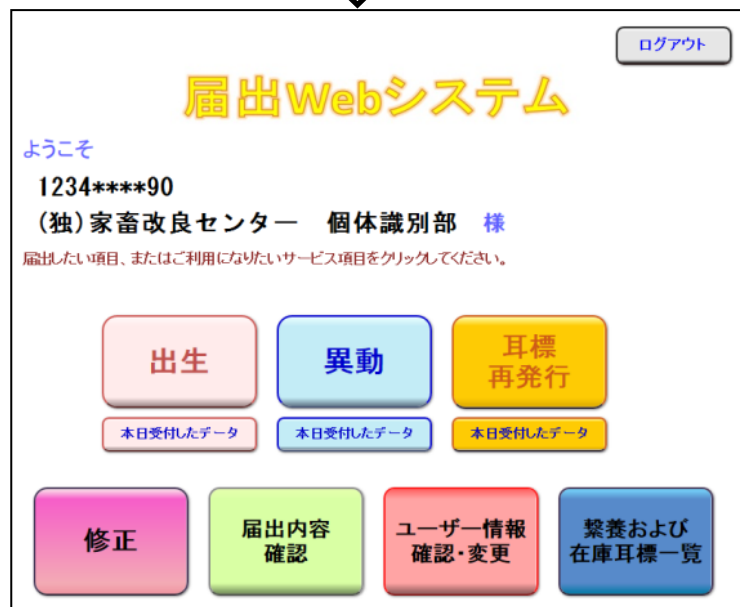 ログアウト
届出Webシステム
ようこそ
1234****90
(独)家畜改良センター 個体識別部 様
届出したい項目、またはご利用になりたいサービス項目をクリックしてください。
出生
異動
耳標
再発行
本日受付したデータ
本日受付したデータ
本日受付したデータ
修正
届出内容
確認
ユーザー情報
確認・変更
繋養および
在庫耳標一覧